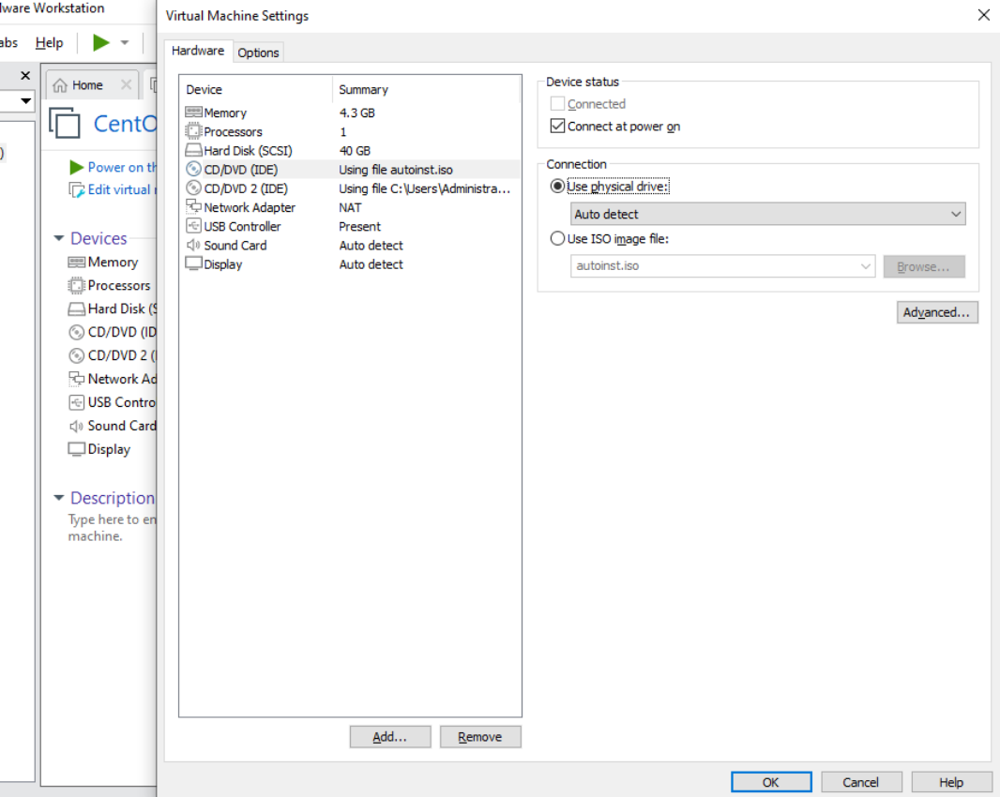 lware Workstation
abs Help
Home
CentO
Power on th
Edit virtual
Devices
Memory
Processors
Hard Disk (S
CD/DVD (ID
CD/DVD 2 (I
Network Ad
USB Contro
Sound Card
Display
Description
Type here to en
machine.
Virtual Machine Settings
Hardware Options
Device Summary
Memory 4.3 GB
Processors 1
Hard Disk (SCSI) 40 GB
CD/DVD (IDE) Using file autoinst.iso
CD/DVD 2 (IDE) Using file C:\Users\Administra...
Network Adapter NAT
USB Controller Present
Sound Card Auto detect
Display Auto detect
Add... Remove
Device status
Connected
Connect at power on
Connection
Use physical drive:
Auto detect
Use ISO image file:
autoinst.iso Browse...
Advanced...
OK Cancel Help